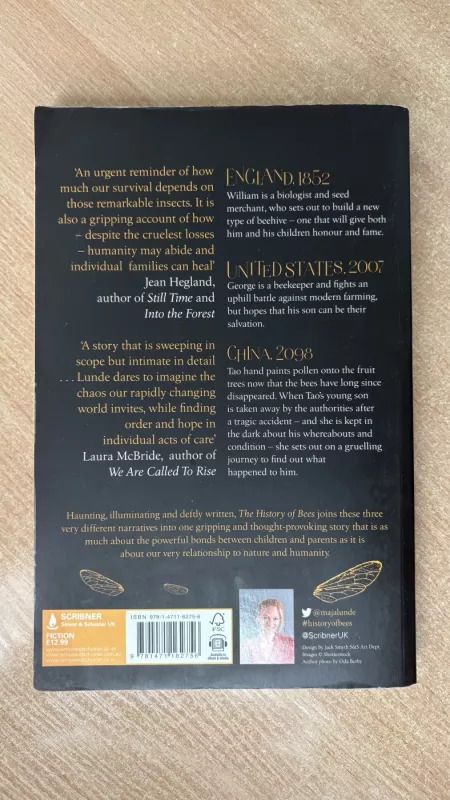 'An urgent reminder of how
much our survival depends on
those remarkable insects. It is
also a gripping account of how
– despite the cruelest losses
– humanity may abide and
individual families can heal'
Jean Hegland,
author of Still Time and
Into the Forest
'A story that is sweeping in
scope but intimate in detail
. . . Lunde dares to imagine the
chaos our rapidly changing
world invites, while finding
order and hope in
individual acts of care'
Laura McBride, author of
We Are Called To Rise
ENGLAND, 1852
William is a biologist and seed
merchant, who sets out to build a new
type of beehive – one that will give both
him and his children honour and fame.
UNITED STATES, 2007
George is a beekeeper and fights an
uphill battle against modern farming,
but hopes that his son can be their
salvation.
CHINA, 2098
Tao hand paints pollen onto the fruit
trees now that the bees have long since
disappeared. When Tao's young son
is taken away by the authorities after
a tragic accident – and she is kept in
the dark about his whereabouts and
condition – she sets out on a gruelling
journey to find out what
happened to him.
Haunting, illuminating and deftly written, The History of Bees joins these three
very different narratives into one gripping and thought-provoking story that is as
much about the powerful bonds between children and parents as it is
about our very relationship to nature and humanity.
SCRIBNER
Simon & Schuster UK
FICTION
£12.99
ISBN 978-1-4711-6275-6
9 781471 162756
FSC
@majalunde
#historyofbees
@ScribnerUK
Design by Jack Smyth S&S Art Dept.
Images © Shutterstock
Author photo by Oda Berby